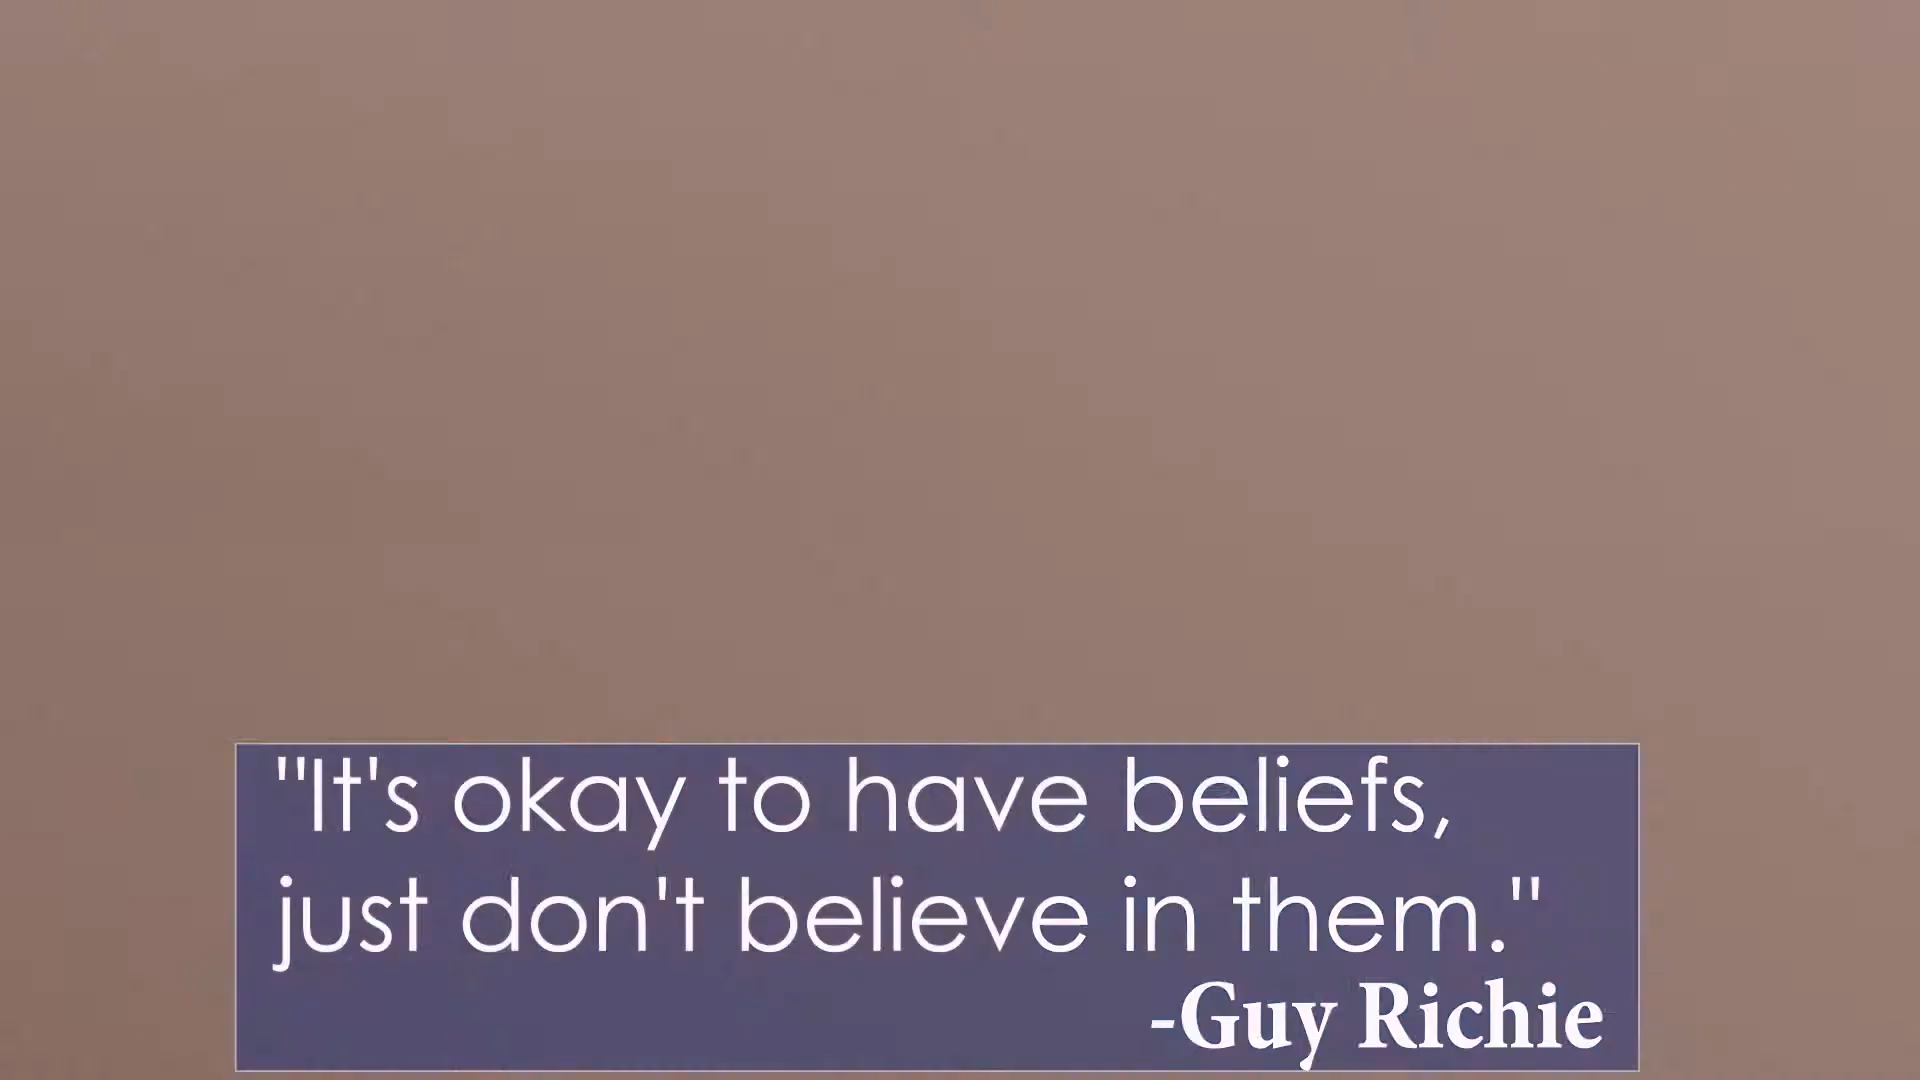 "It's okay to have beliefs,
just don't believe in them."
-Guy Richie